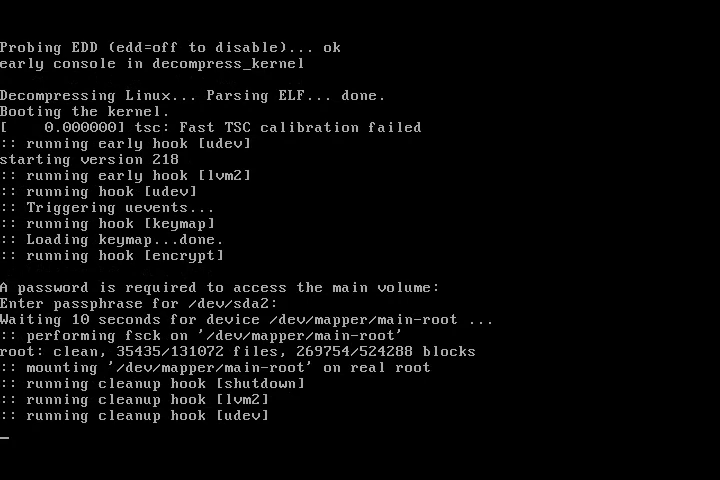 Probing EDD (edd=off to disable)... ok
early console in decompress_kernel
Decompressing Linux... Parsing ELF... done.
Booting the kernel.
[    0.000000] tsc: Fast TSC calibration failed
:: running early hook [udev]
starting version 218
:: running early hook [lvm2]
:: running hook [udev]
:: Triggering uevents...
:: running hook [keymap]
:: Loading keymap...done.
:: running hook [encrypt]
A password is required to access the main volume:
Enter passphrase for /dev/sda2:
Waiting 10 seconds for device /dev/mapper/main-root ...
:: performing fsck on '/dev/mapper/main-root'
root: clean, 35435/131072 files, 269754/524288 blocks
:: mounting '/dev/mapper/main-root' on real root
:: running cleanup hook [shutdown]
:: running cleanup hook [lvm2]
:: running cleanup hook [udev]